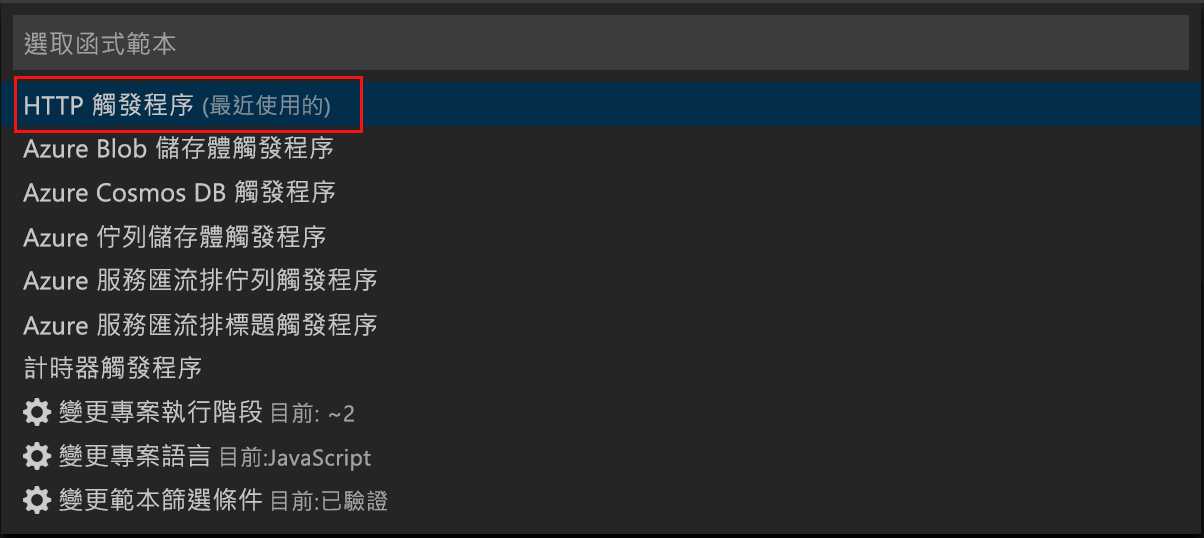 選取函式範本
HTTP 觸發程序 (最近使用的)
Azure Blob 儲存體觸發程序
Azure Cosmos DB 觸發程序
Azure 佇列儲存體觸發程序
Azure 服務匯流排佇列觸發程序
Azure 服務匯流排標題觸發程序
計時器觸發程序
變更專案執行階段 目前: ~2
變更專案語言 目前:JavaScript
變更範本篩選條件 目前:已驗證